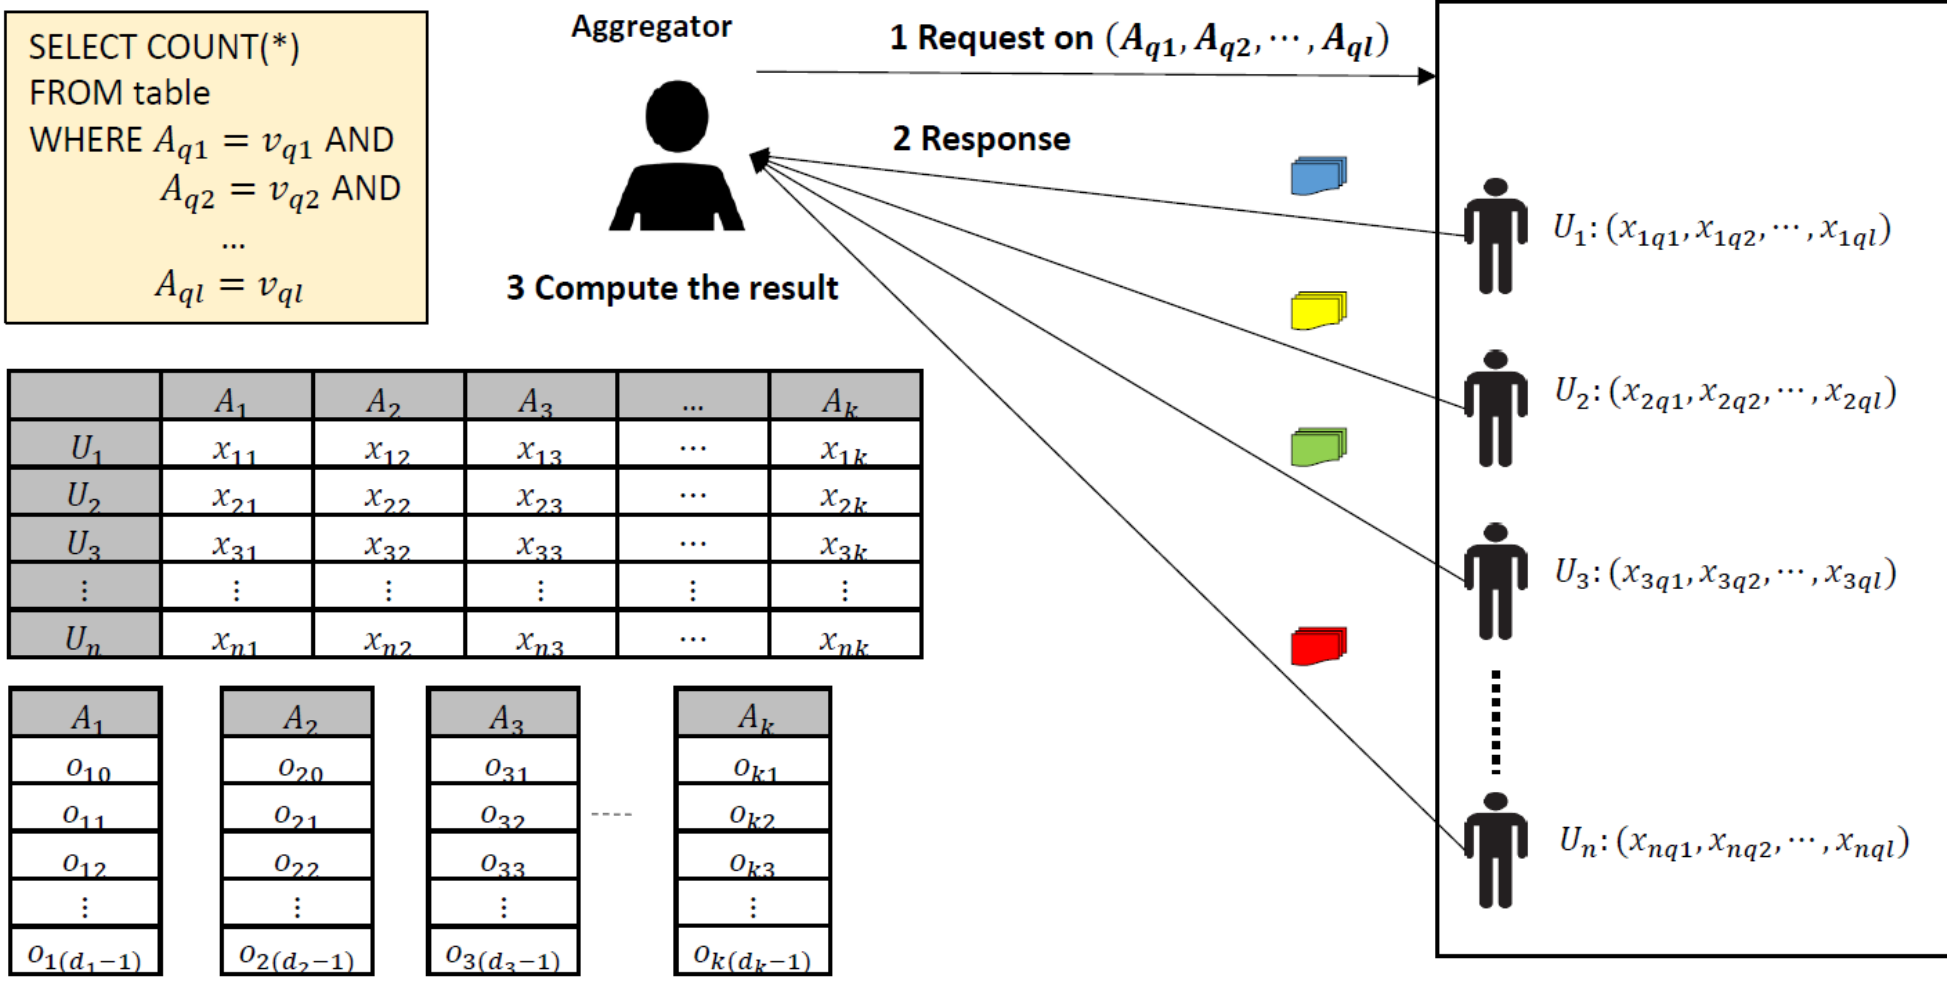 SELECT COUNT(*)
FROM table
WHERE A_{q1} = v_{q1} AND
A_{q2} = v_{q2} AND
...
A_{ql} = v_{ql}
Aggregator
1 Request on (A_{q1}, A_{q2}, ⋯, A_{ql})
2 Response
3 Compute the result
U_1: (x_{1q1}, x_{1q2}, ⋯, x_{1ql})
U_2: (x_{2q1}, x_{2q2}, ⋯, x_{2ql})
U_3: (x_{3q1}, x_{3q2}, ⋯, x_{3ql})
U_n: (x_{nq1}, x_{nq2}, ⋯, x_{nql})
A_1 A_2 A_3 ... A_k
U_1 x_{11} x_{12} x_{13} ⋯ x_{1k}
U_2 x_{21} x_{22} x_{23} ⋯ x_{2k}
U_3 x_{31} x_{32} x_{33} ⋯ x_{3k}
⋮ ⋮ ⋮ ⋮ ⋮ ⋮
U_n x_{n1} x_{n2} x_{n3} ⋯ x_{nk}
A_1 A_2 A_3 A_k
o_{10} o_{20} o_{31} o_{k1}
o_{11} o_{21} o_{32} o_{k2}
o_{12} o_{22} o_{33} o_{k3}
⋮ ⋮ ⋮ ⋮
o_{1(d_1-1)} o_{2(d_2-1)} o_{3(d_3-1)} o_{k(d_k-1)}